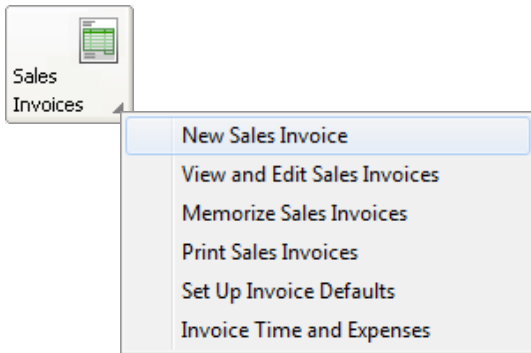 Sales
Invoices
New Sales Invoice
View and Edit Sales Invoices
Memorize Sales Invoices
Print Sales Invoices
Set Up Invoice Defaults
Invoice Time and Expenses